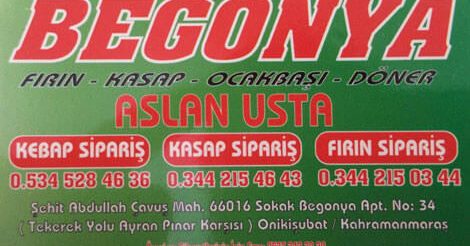 BEGONYA
FIRIN - KASAP - OCAKBAŞI - DÖNER
ASLAN USTA
KEBAP SİPARİŞ KASAP SİPARİŞ FIRIN SİPARİŞ
0.534 528 46 36 0.344 215 46 43 0.344 215 03 44
Şehit Abdullah Çavuş Mah. 66016 Sokak Begonya Apt. No: 34
( Tekerek Yolu Ayran Pınar Karşısı ) Onikişubat / Kahramanmaraş